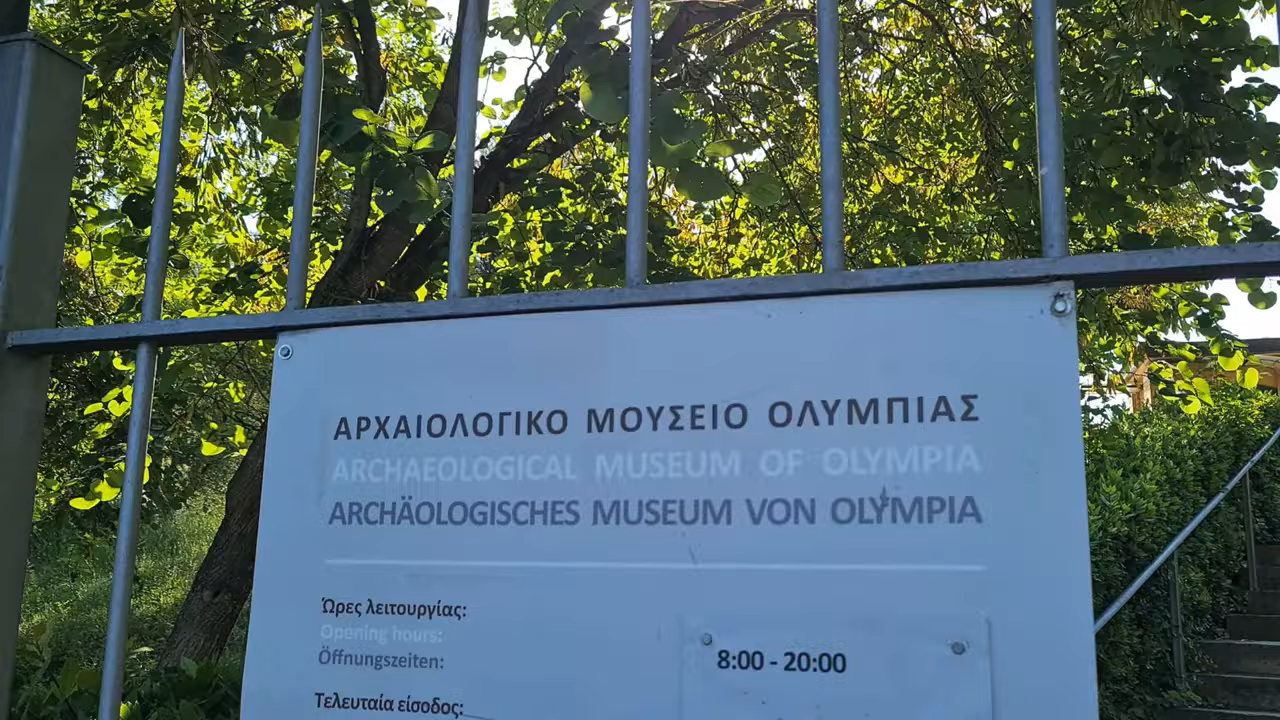 ΑΡΧΑΙΟΛΟΓΙΚΟ ΜΟΥΣΕΙΟ ΟΛΥΜΠΙΑΣ
ARCHAEOLOGICAL MUSEUM OF OLYMPIA
ARCHÄOLOGISCHES MUSEUM VON OLYMPIA
Ώρες λειτουργίας:
Opening hours:
Öffnungszeiten:
8:00 - 20:00
Τελευταία είσοδος: